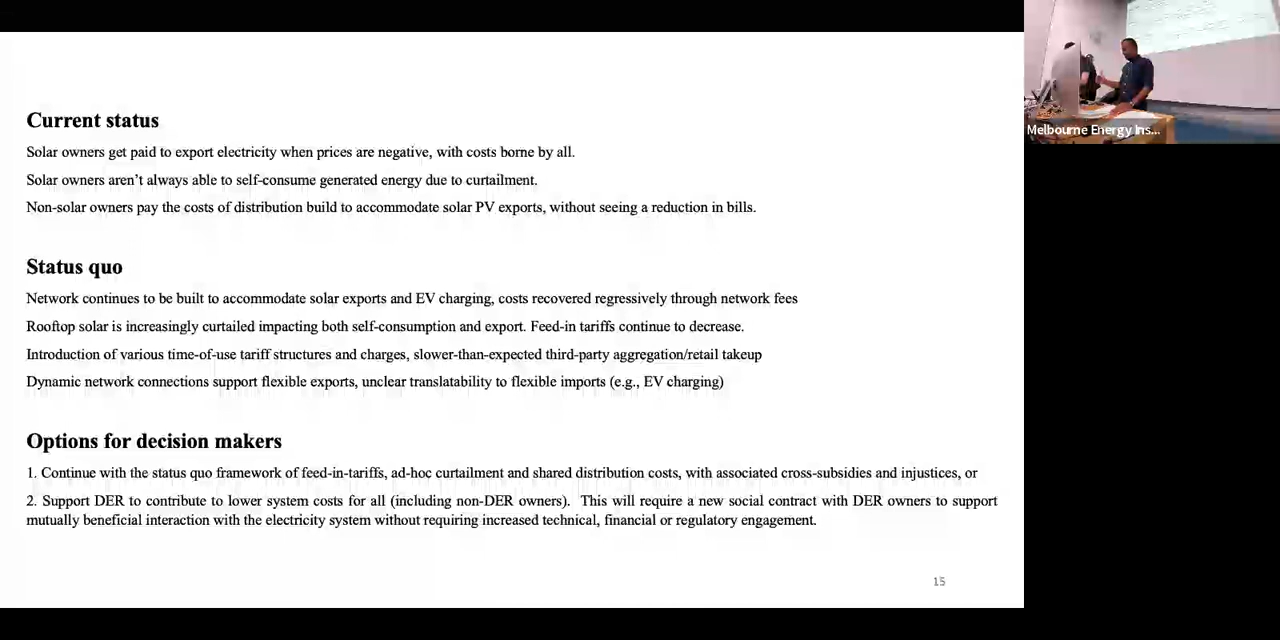 Current status
Solar owners get paid to export electricity when prices are negative, with costs borne by all.
Solar owners aren't always able to self-consume generated energy due to curtailment.
Non-solar owners pay the costs of distribution build to accommodate solar PV exports, without seeing a reduction in bills.
Status quo
Network continues to be built to accommodate solar exports and EV charging, costs recovered regressively through network fees
Rooftop solar is increasingly curtailed impacting both self-consumption and export. Feed-in tariffs continue to decrease.
Introduction of various time-of-use tariff structures and charges, slower-than-expected third-party aggregation/retail takeup
Dynamic network connections support flexible exports, unclear translatability to flexible imports (e.g., EV charging)
Options for decision makers
1. Continue with the status quo framework of feed-in-tariffs, ad-hoc curtailment and shared distribution costs, with associated cross-subsidies and injustices, or
2. Support DER to contribute to lower system costs for all (including non-DER owners). This will require a new social contract with DER owners to support
mutually beneficial interaction with the electricity system without requiring increased technical, financial or regulatory engagement.
15
Melbourne Energy Ins...